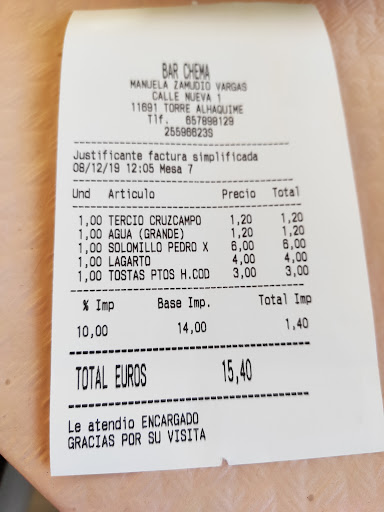 BAR CHEMA
MANUELA ZAMUDIO VARGAS
CALLE NUEVA 1
11691 TORRE ALHAQUIME
Tlf. 657898129
25596623S
Justificante factura simplificada
08/12/19 12:05 Mesa 7
Und Articulo Precio Total
1,00 TERCIO CRUZCAMPO 1,20 1,20
1,00 AGUA (GRANDE) 1,20 1,20
1,00 SOLOMILLO PEDRO X 6,00 6,00
1,00 LAGARTO 4,00 4,00
1,00 TOSTAS PTOS H.COD 3,00 3,00
% Imp Base Imp. Total Imp
10,00 14,00 1,40
TOTAL EUROS 15,40
Le atendio ENCARGADO
GRACIAS POR SU VISITA